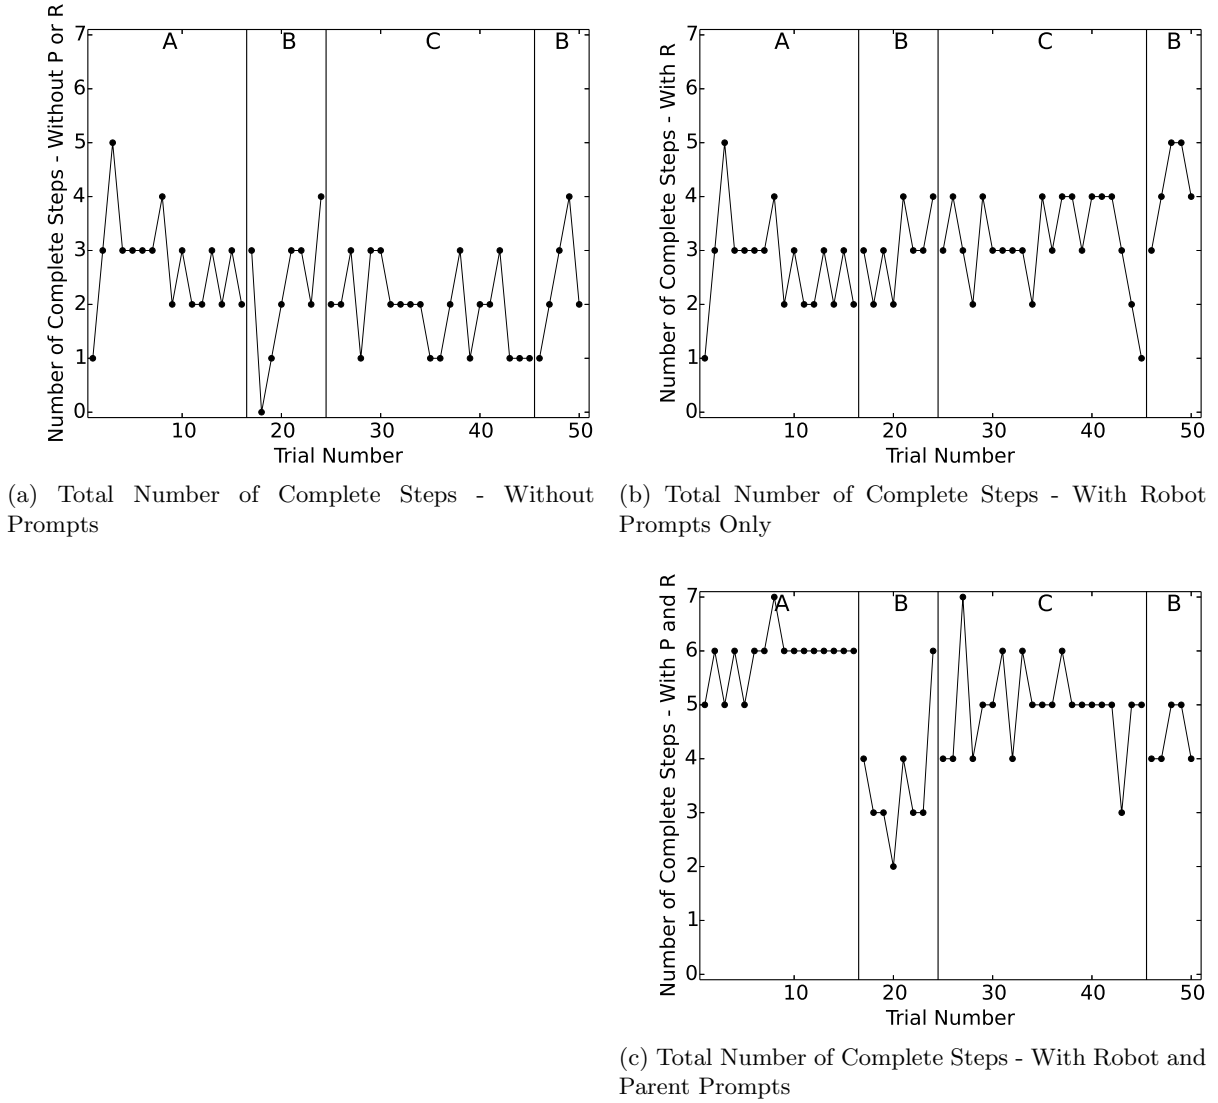 Number of Complete Steps - Without P or R
7
6
5
4
3
2
1
0
A
B
C
B
10
20
30
40
50
Trial Number
(a) Total Number of Complete Steps - Without
Prompts
Number of Complete Steps - With R
7
6
5
4
3
2
1
0
A
B
C
B
10
20
30
40
50
Trial Number
(b) Total Number of Complete Steps - With Robot
Prompts Only
Number of Complete Steps - With P and R
7
6
5
4
3
2
1
0
A
B
C
B
10
20
30
40
50
Trial Number
(c) Total Number of Complete Steps - With Robot and
Parent Prompts